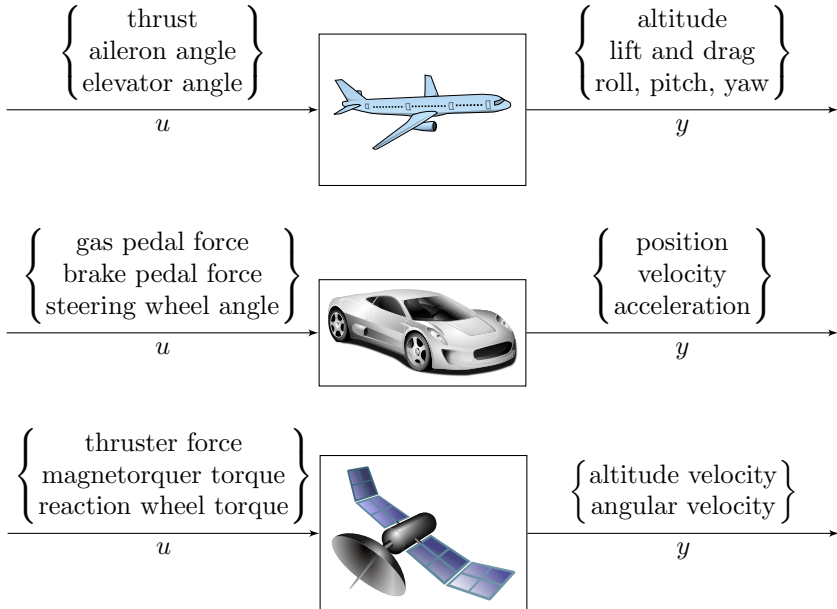 thrust
aileron angle
elevator angle
u
altitude
lift and drag
roll, pitch, yaw
y
gas pedal force
brake pedal force
steering wheel angle
u
position
velocity
acceleration
y
thruster force
magnetorquer torque
reaction wheel torque
u
altitude velocity
angular velocity
y